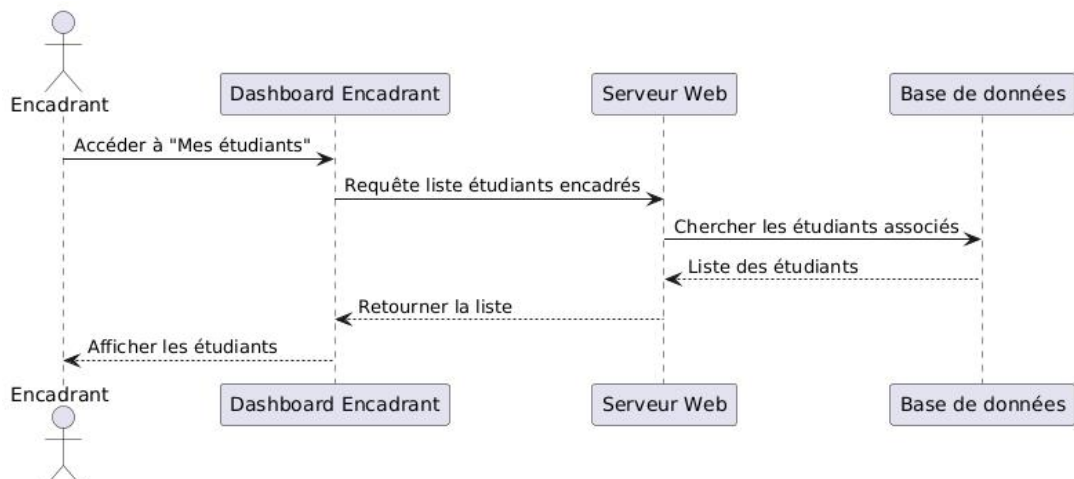 Encadrant
Dashboard Encadrant
Serveur Web
Base de données
Accéder à "Mes étudiants"
Requête liste étudiants encadrés
Chercher les étudiants associés
Liste des étudiants
Retourner la liste
Afficher les étudiants
Encadrant
Dashboard Encadrant
Serveur Web
Base de données